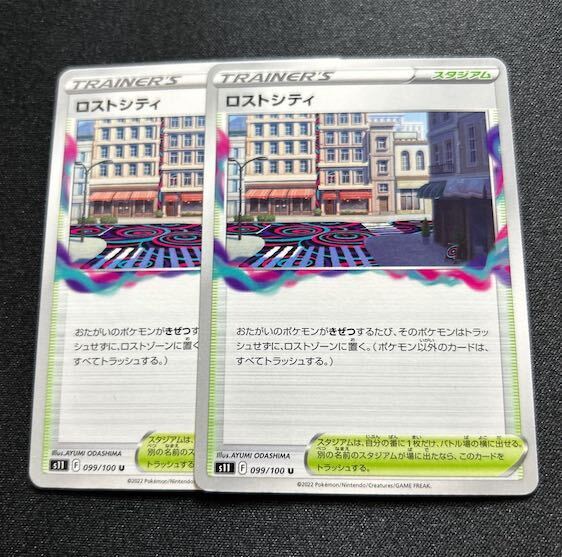 TRAINER'S
ロストシティ
おたがいのポケモンがきぜつす
シュせずに、ロストゾーンに置く
すべてトラッシュする。)
Illus.AYUMI ODASHIMA
スタジアムは、
別の名前のス
トラッシュする
s11 F 099/100 U
©2022 Pokémon/Nintendo
TRAINER'S スタジアム
ロストシティ
おたがいのポケモンがきぜつするたび、そのポケモンはトラッ
シュせずに、ロストゾーンに置く。(ポケモン以外のカードは、
すべてトラッシュする。)
Illus.AYUMI ODASHIMA
スタジアムは、自分の番に1枚だけ、バトル場の横に出せる。
別の名前のスタジアムが場に出たなら、このカードを
トラッシュする。
s11 F 099/100 U
©2022 Pokémon/Nintendo/Creatures/GAME FREAK.